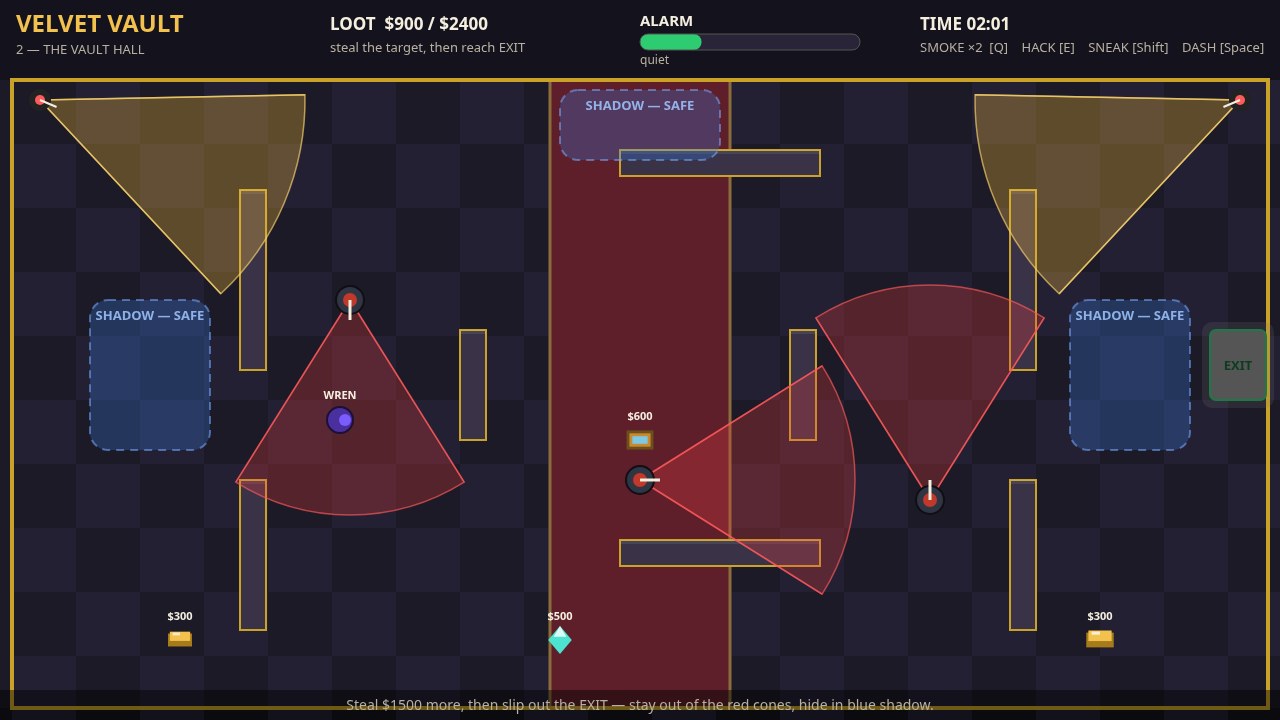 VELVET VAULT
2 — THE VAULT HALL
LOOT $900 / $2400
steal the target, then reach EXIT
ALARM
quiet
TIME 02:01
SMOKE ×2 [Q] HACK [E] SNEAK [Shift] DASH [Space]
SHADOW — SAFE
SHADOW — SAFE
SHADOW — SAFE
EXIT
WREN
$600
$300
$500
$300
Steal $1500 more, then slip out the EXIT — stay out of the red cones, hide in blue shadow.